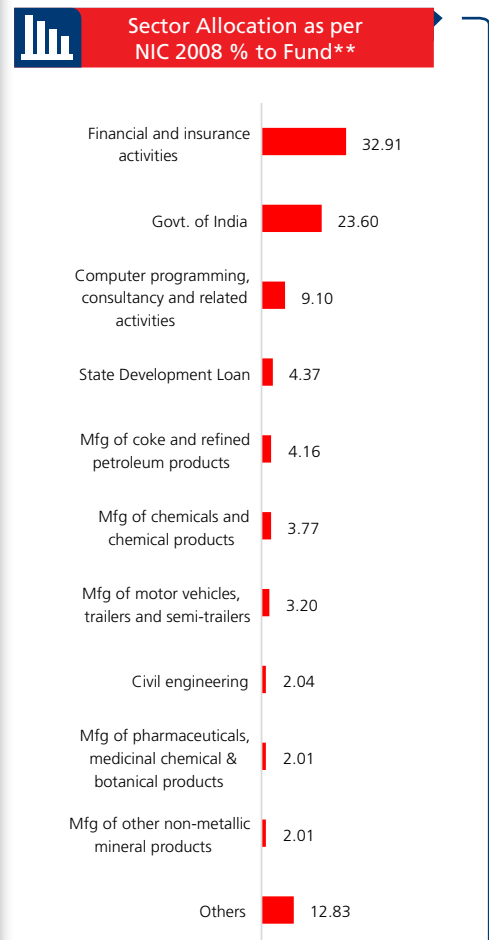 Sector Allocation as per
NIC 2008 % to Fund**
Financial and insurance
activities
32.91
Govt. of India
23.60
Computer programming,
consultancy and related
activities
9.10
State Development Loan
4.37
Mfg of coke and refined
petroleum products
4.16
Mfg of chemicals and
chemical products
3.77
Mfg of motor vehicles,
trailers and semi-trailers
3.20
Civil engineering
2.04
Mfg of pharmaceuticals,
medicinal chemical &
botanical products
2.01
Mfg of other non-metallic
mineral products
2.01
Others
12.83